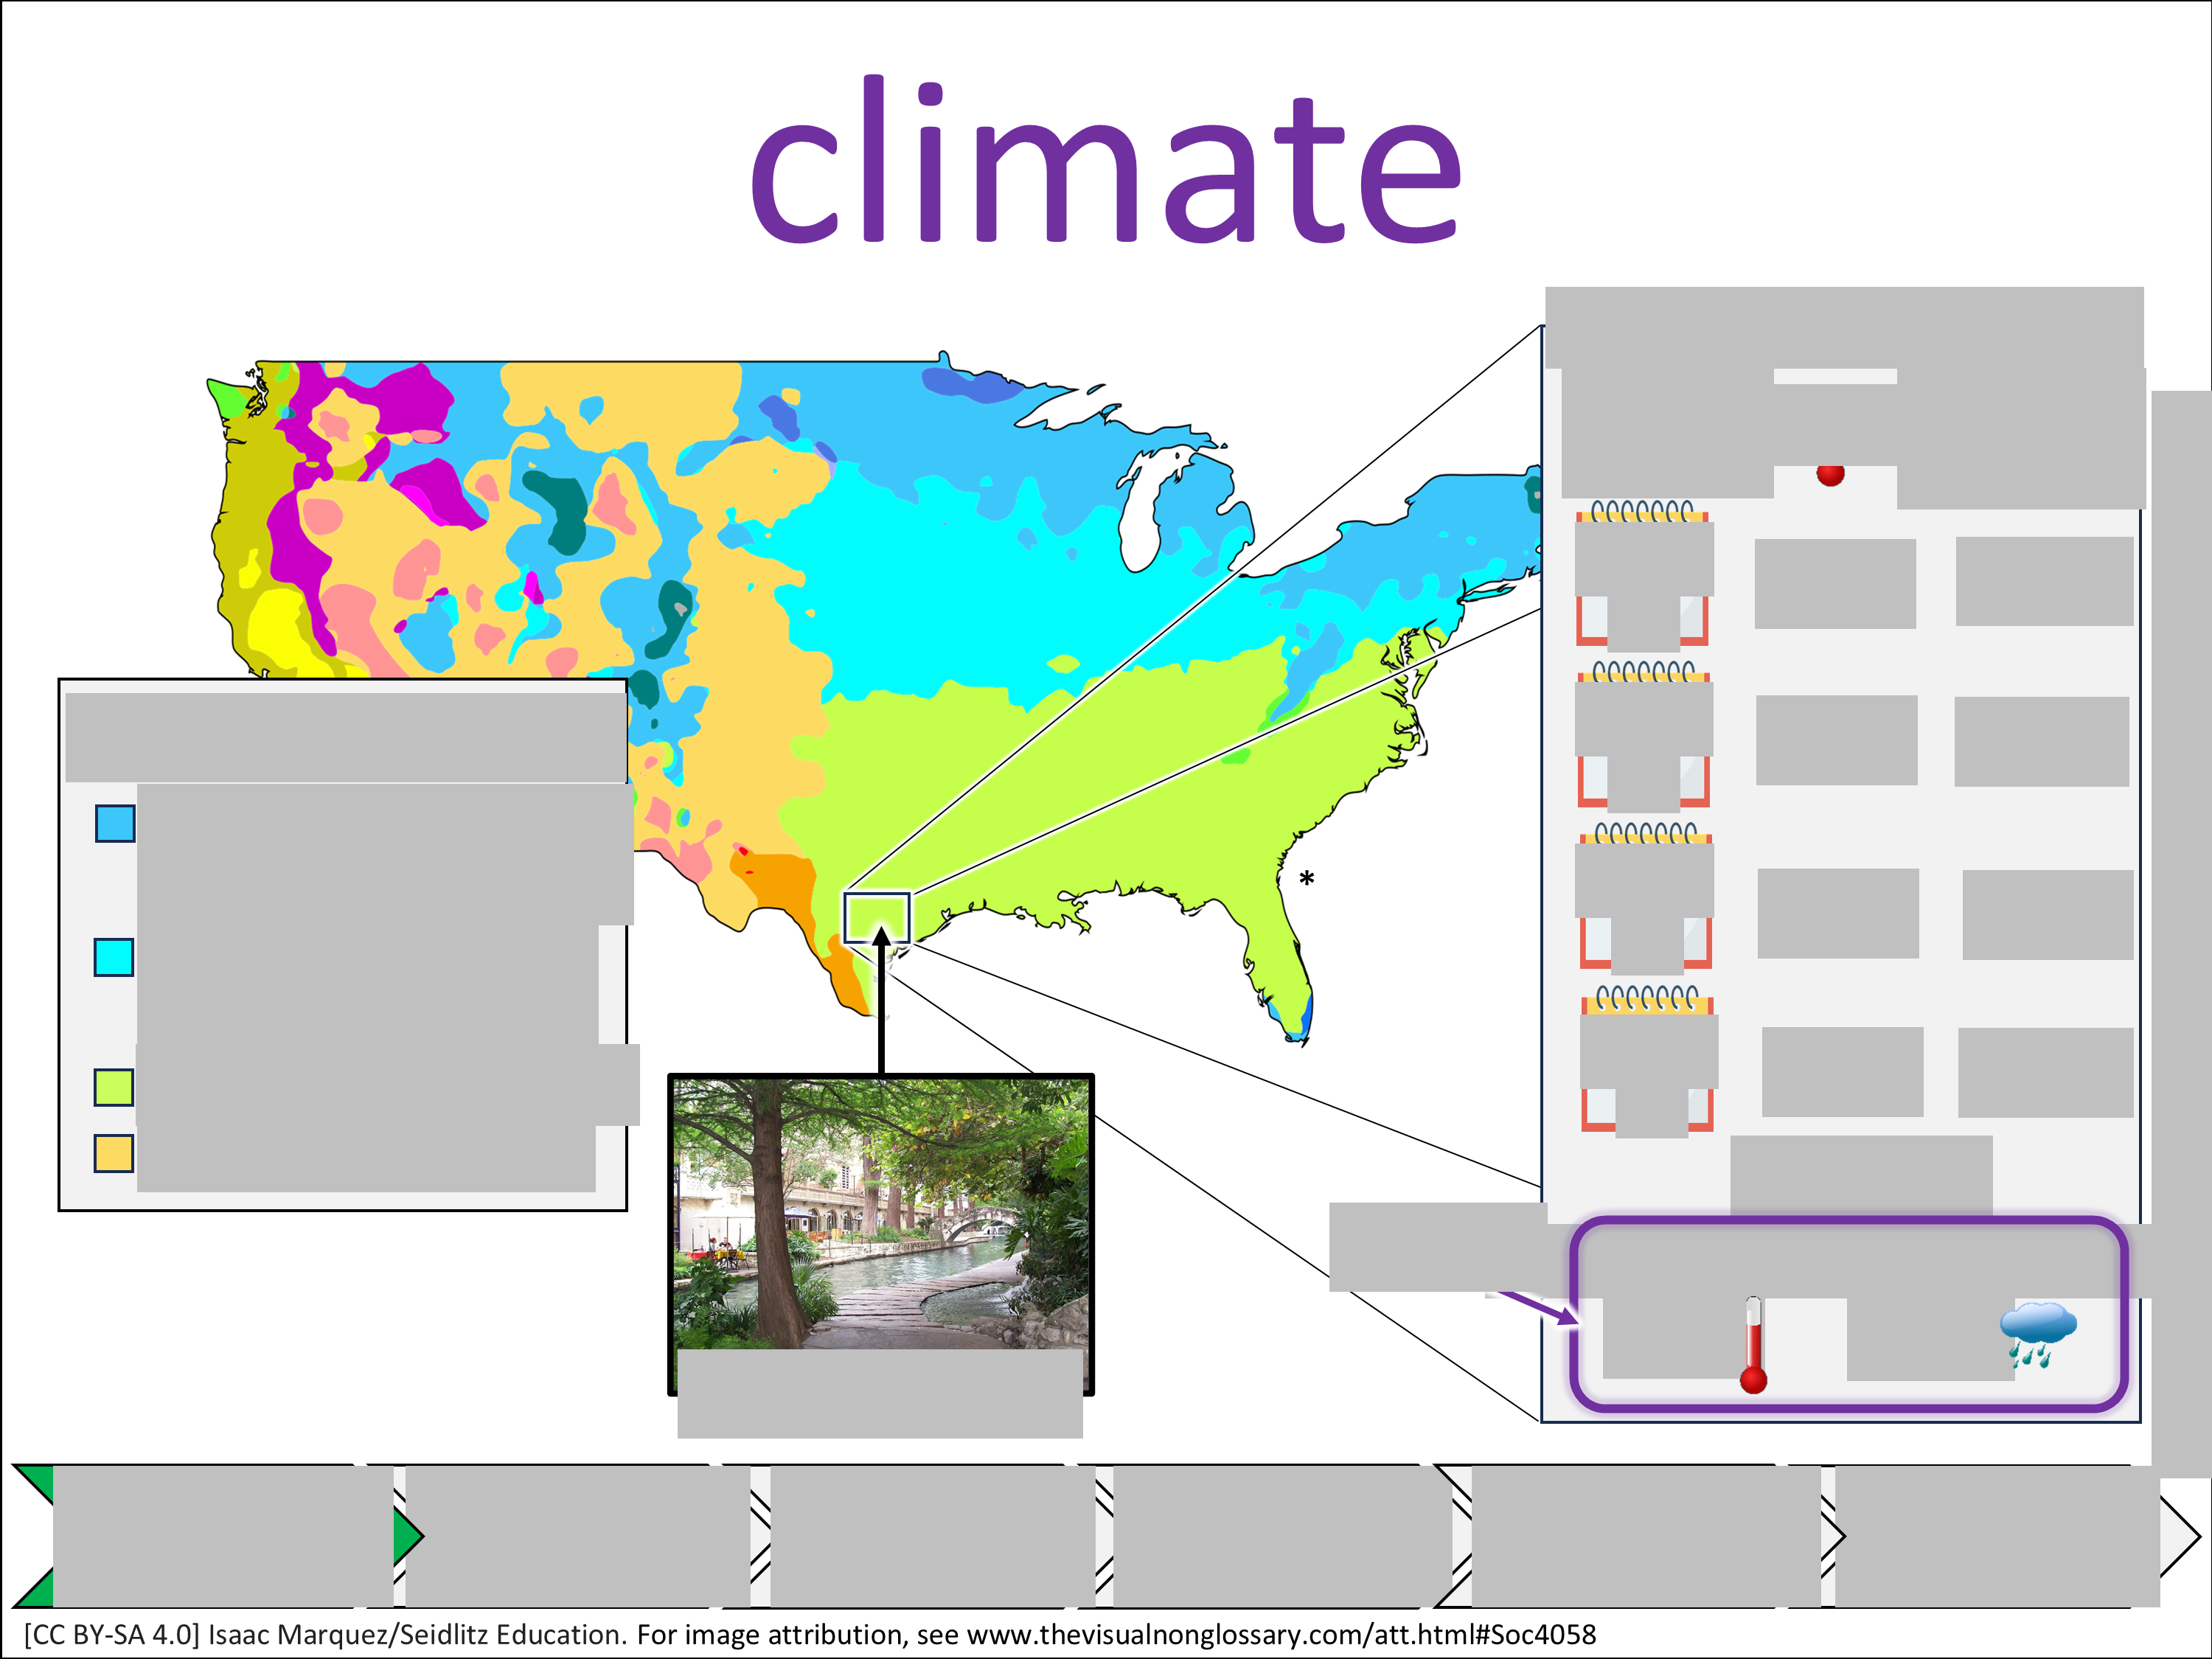 climate
*
[CC BY-SA 4.0] Isaac Marquez/Seidlitz Education. For image attribution, see www.thevisualnonglossary.com/att.html#Soc4058